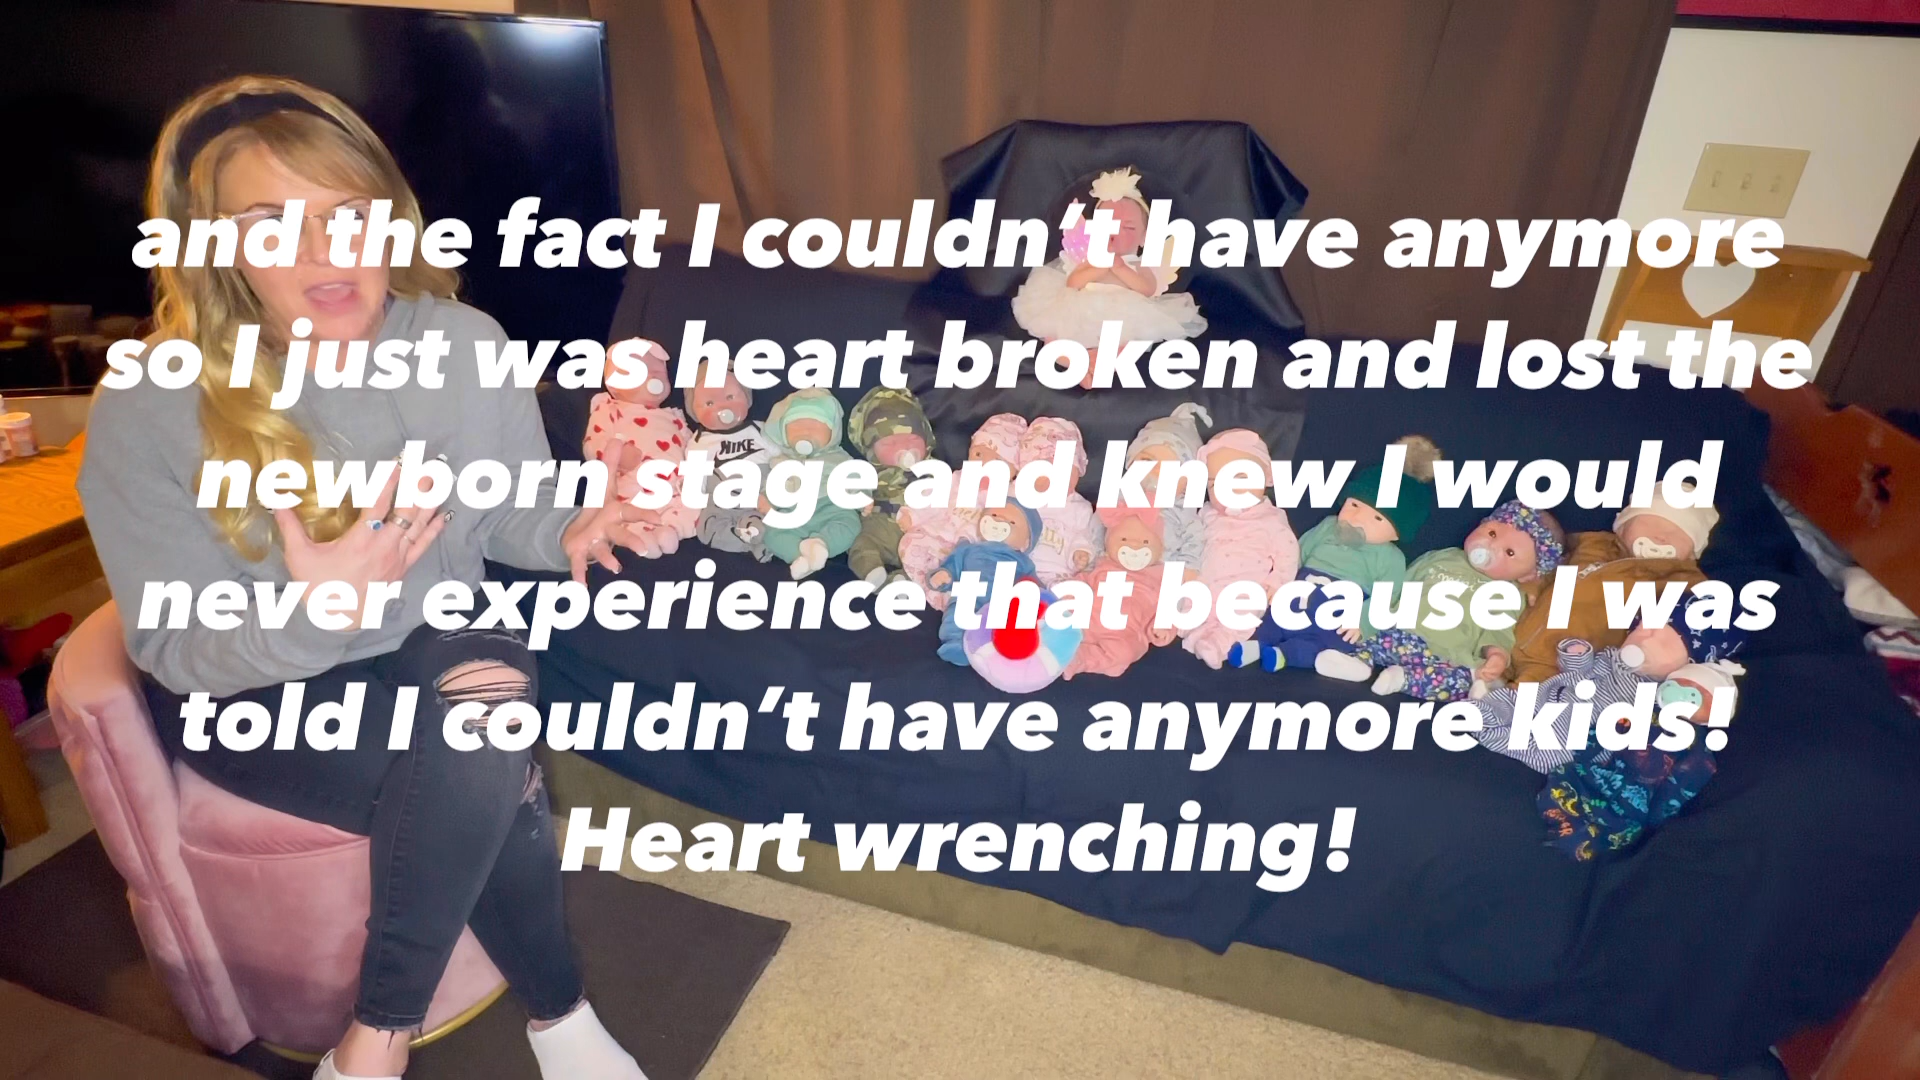 and the fact I couldn't have anymore
so I just was heart broken and lost the
newborn stage and knew I would
never experience that because I was
told I couldn't have anymore kids!
Heart wrenching!
NIKE